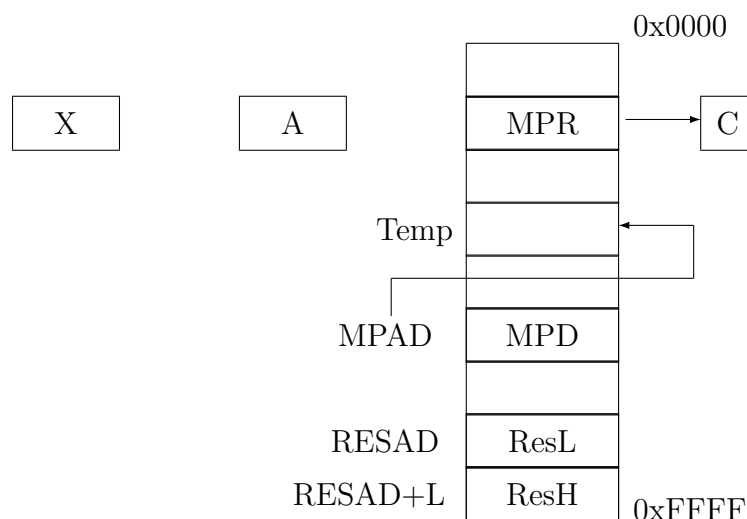 0x0000
X A MPR C
Temp
MPAD MPD
RESAD ResL
RESAD+L ResH
0xFFFF